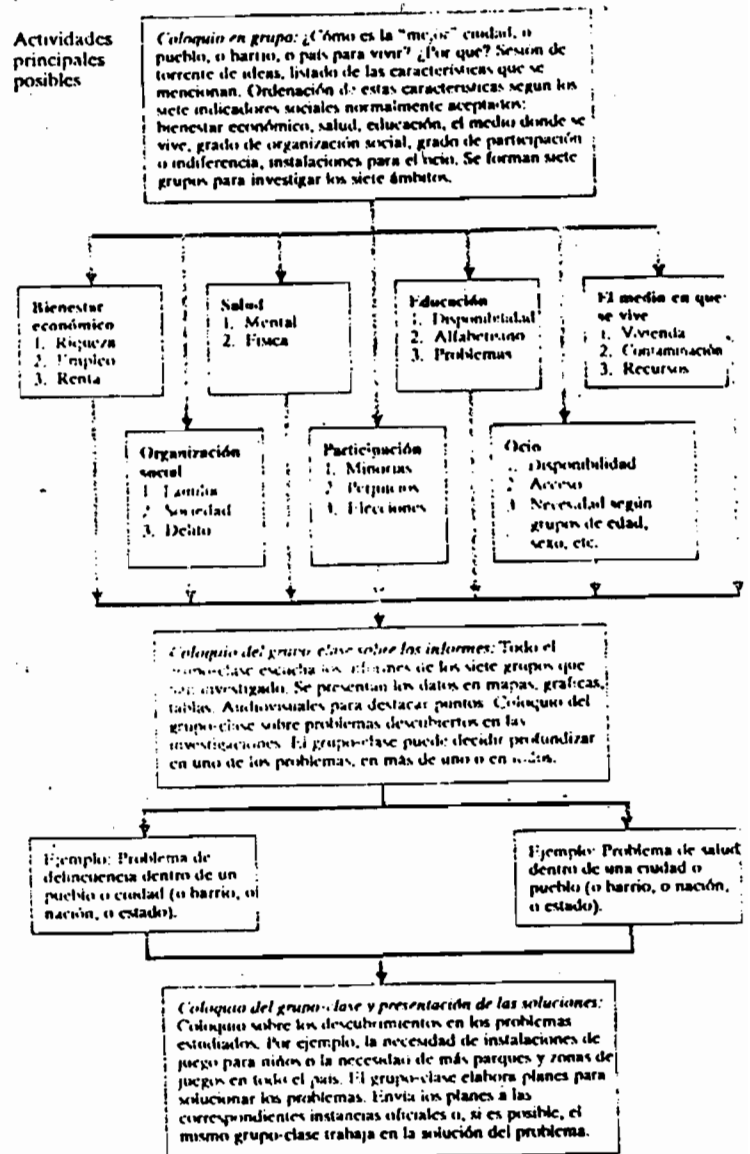 Actividades
principales
posibles
Coloquio en grupo: ¿Cómo es la "mejor" ciudad, o
pueblo, o barrio, o país para vivir? ¿Por que? Sesión de
torrente de ideas, listado de las características que se
mencionan. Ordenación de estas características según los
siete indicadores sociales normalmente aceptados:
bienestar económico, salud, educación, el medio donde se
vive, grado de organización social, grado de participación
o indiferencia, instalaciones para el ocio. Se forman siete
grupos para investigar los siete ámbitos.
Bienestar
económico
1. Riqueza
2. Empleo
3. Renta
Salud
1. Mental
2. Física
Educación
1. Disponibilidad
2. Alfabetismo
3. Problemas
El medio en que
se vive
1. Vivienda
2. Contaminación
3. Recursos
Organización
social
1. Familia
2. Sociedad
3. Delito
Participación
1. Minorías
2. Prejuicios
3. Elecciones
Ocio
1. Disponibilidad
2. Acceso
3. Necesidad según
grupos de edad,
sexo, etc.
Coloquio del grupo-clase sobre los informes: Todo el
grupo-clase escucha los informes de los siete grupos que
han investigado. Se presentan los datos en mapas, gráficas,
tablas. Audiovisuales para destacar puntos. Coloquio del
grupo-clase sobre problemas descubiertos en las
investigaciones. El grupo-clase puede decidir profundizar
en uno de los problemas, en más de uno o en todos.
Ejemplo: Problema de
delincuencia dentro de un
pueblo o ciudad (o barrio, o
nación, o estado).
Ejemplo: Problema de salud
dentro de una ciudad o
pueblo (o barrio, o nación,
o estado).
Coloquio del grupo-clase y presentación de las soluciones:
Coloquio sobre los descubrimientos en los problemas
estudiados. Por ejemplo, la necesidad de instalaciones de
juego para niños o la necesidad de más parques y zonas de
juegos en todo el país. El grupo-clase elabora planes para
solucionar los problemas. Envía los planes a las
correspondientes instancias oficiales o, si es posible, el
mismo grupo-clase trabaja en la solución del problema.